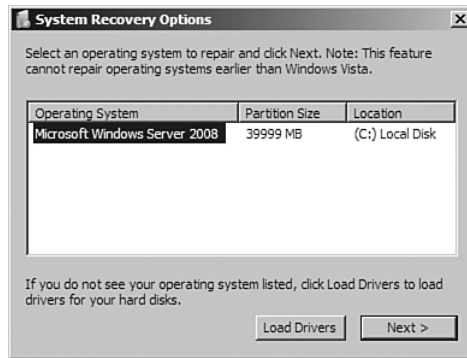 System Recovery Options
Select an operating system to repair and click Next. Note: This feature
cannot repair operating systems earlier than Windows Vista.
Operating System Partition Size Location
Microsoft Windows Server 2008 39999 MB (C:) Local Disk
If you do not see your operating system listed, click Load Drivers to load
drivers for your hard disks.
Load Drivers Next >